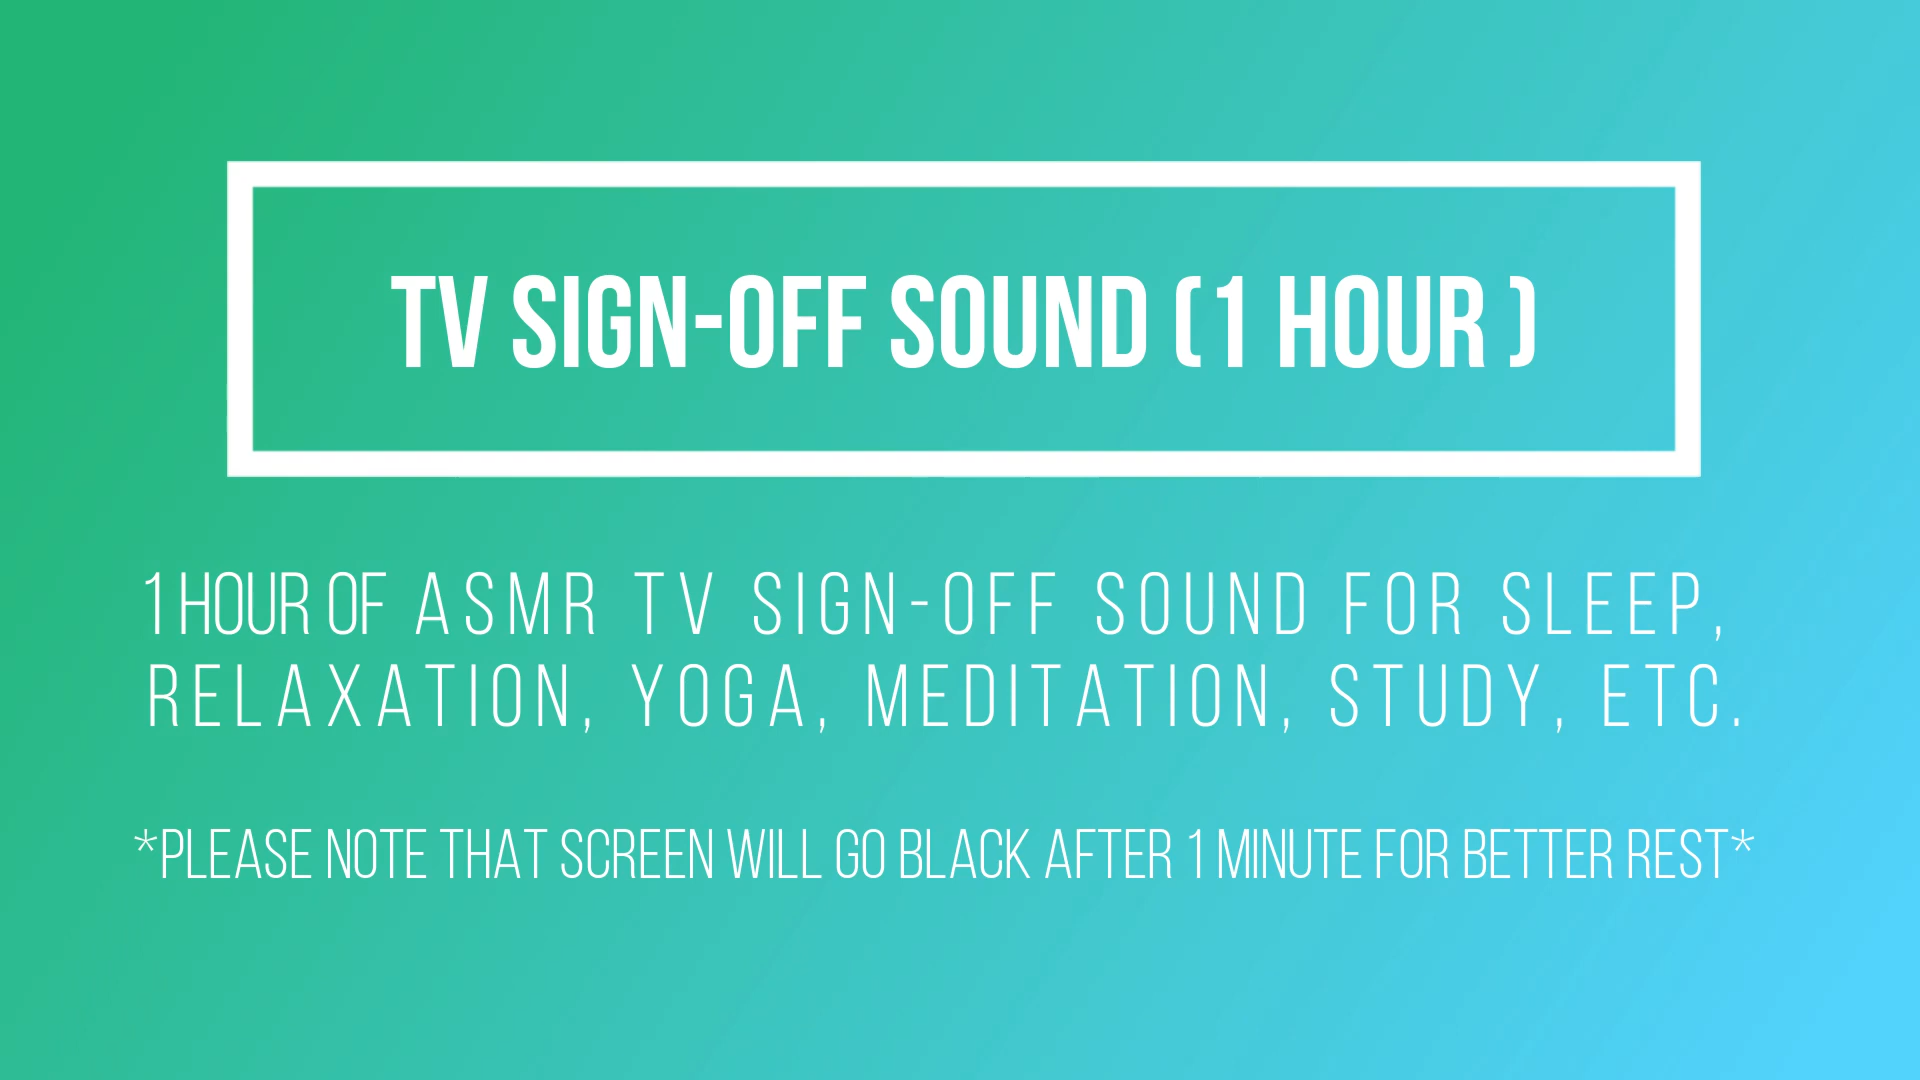 TV SIGN-OFF SOUND (1 HOUR )
1 HOUR OF ASMR TV SIGN-OFF SOUND FOR SLEEP,
RELAXATION, YOGA, MEDITATION, STUDY, ETC.
*PLEASE NOTE THAT SCREEN WILL GO BLACK AFTER 1 MINUTE FOR BETTER REST*